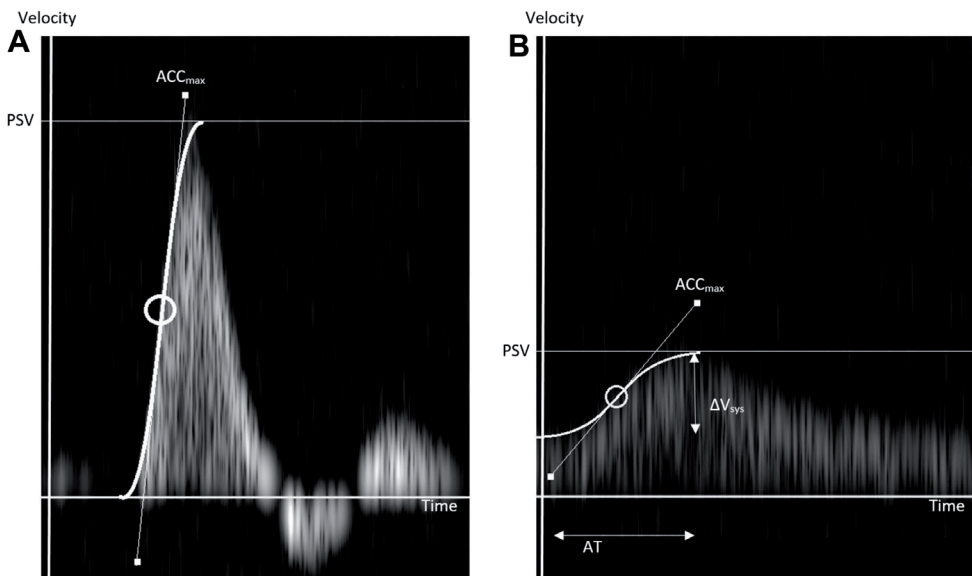 Velocity
A
ACCmax
PSV
Time
Velocity
B
ACCmax
PSV
ΔVsys
Time
AT